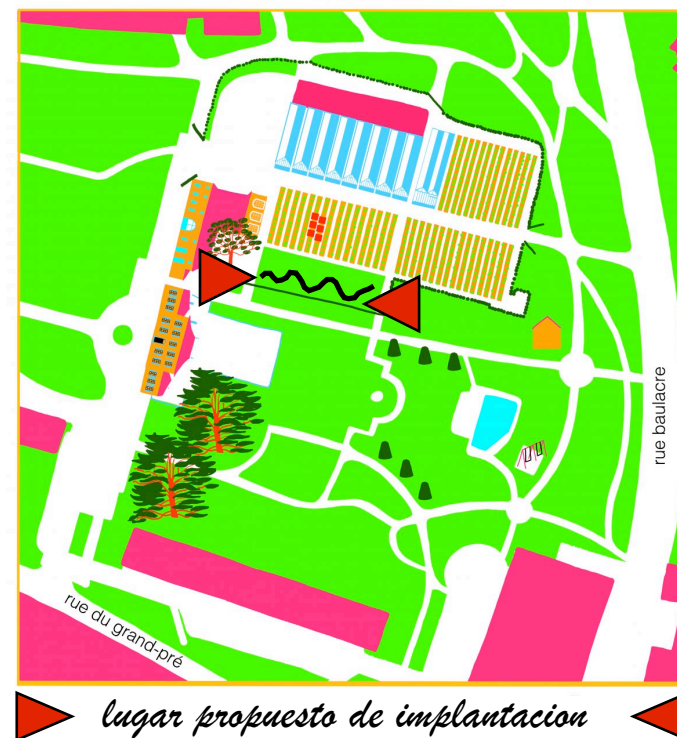 rue baulacre
rue du grand-pré
lugar propuesto de implantacion